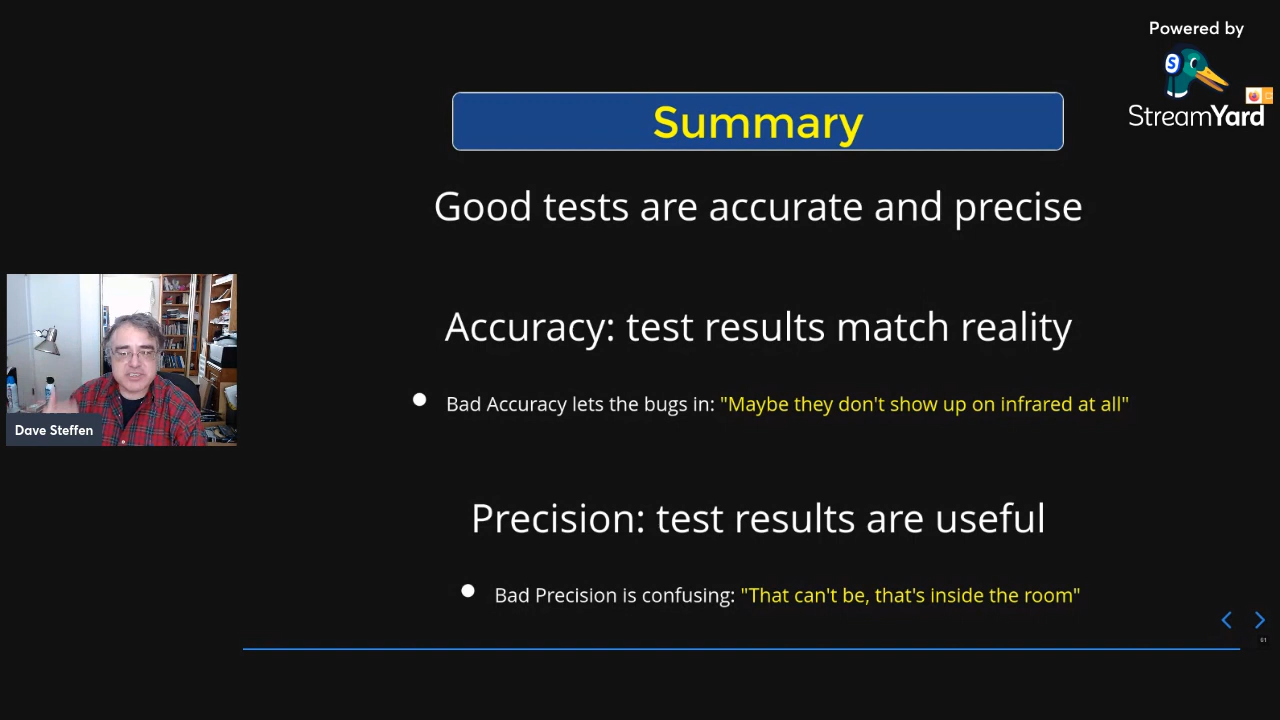 Powered by
StreamYard
Summary
Good tests are accurate and precise
Accuracy: test results match reality
Bad Accuracy lets the bugs in: "Maybe they don't show up on infrared at all"
Dave Steffen
Precision: test results are useful
Bad Precision is confusing: "That can't be, that's inside the room"